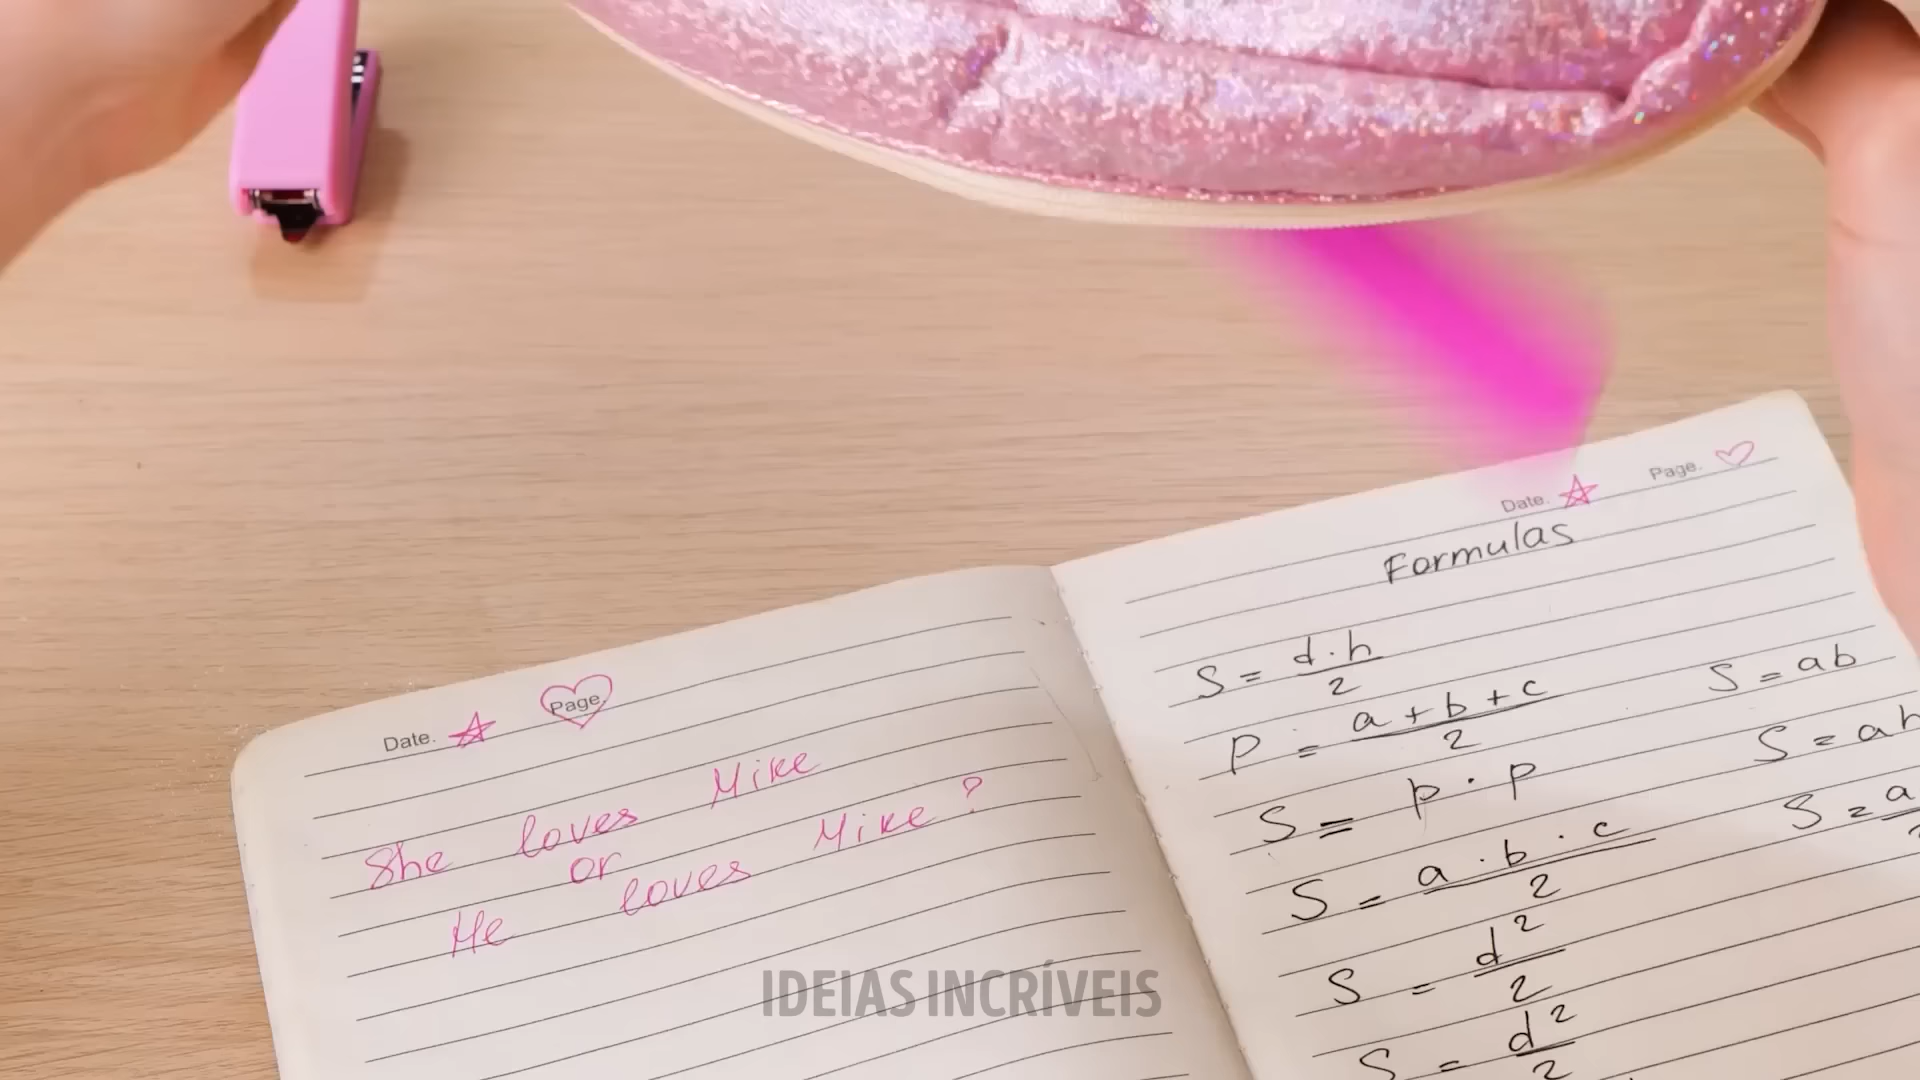 Date. Page.
She loves Mike
or
He loves Mike?
Date. Page.
Formulas
S = d·h/2
P = a+b+c/2
S = p·p
S = a·b·c/2
S = d²/2
S = d²/2
S = ab
S = ah
S = a
IDEIAS INCRÍVEIS